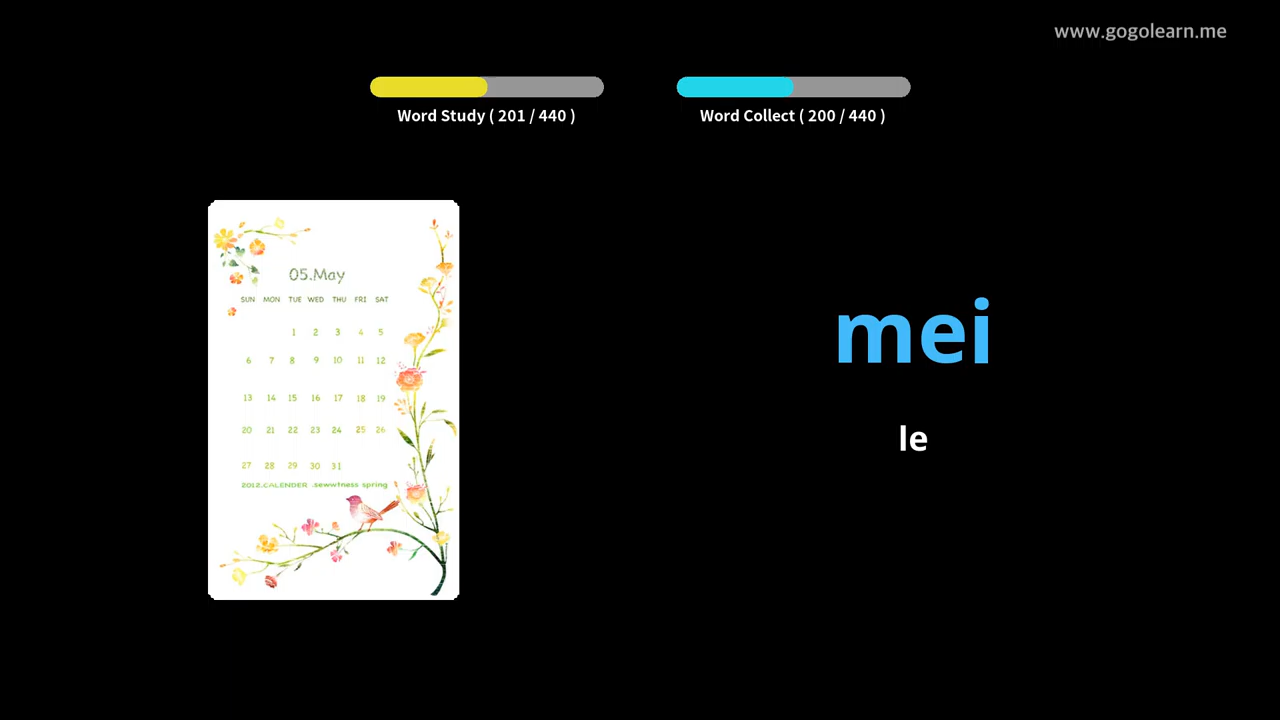 www.gogolearn.me
Word Study ( 201 / 440 )
Word Collect ( 200 / 440 )
05.May
SUN MON TUE WED THU FRI SAT
1 2 3 4 5
6 7 8 9 10 11 12
13 14 15 16 17 18 19
20 21 22 23 24 25 26
27 28 29 30 31
2012.CALENDER .sewwtness spring
mei
le